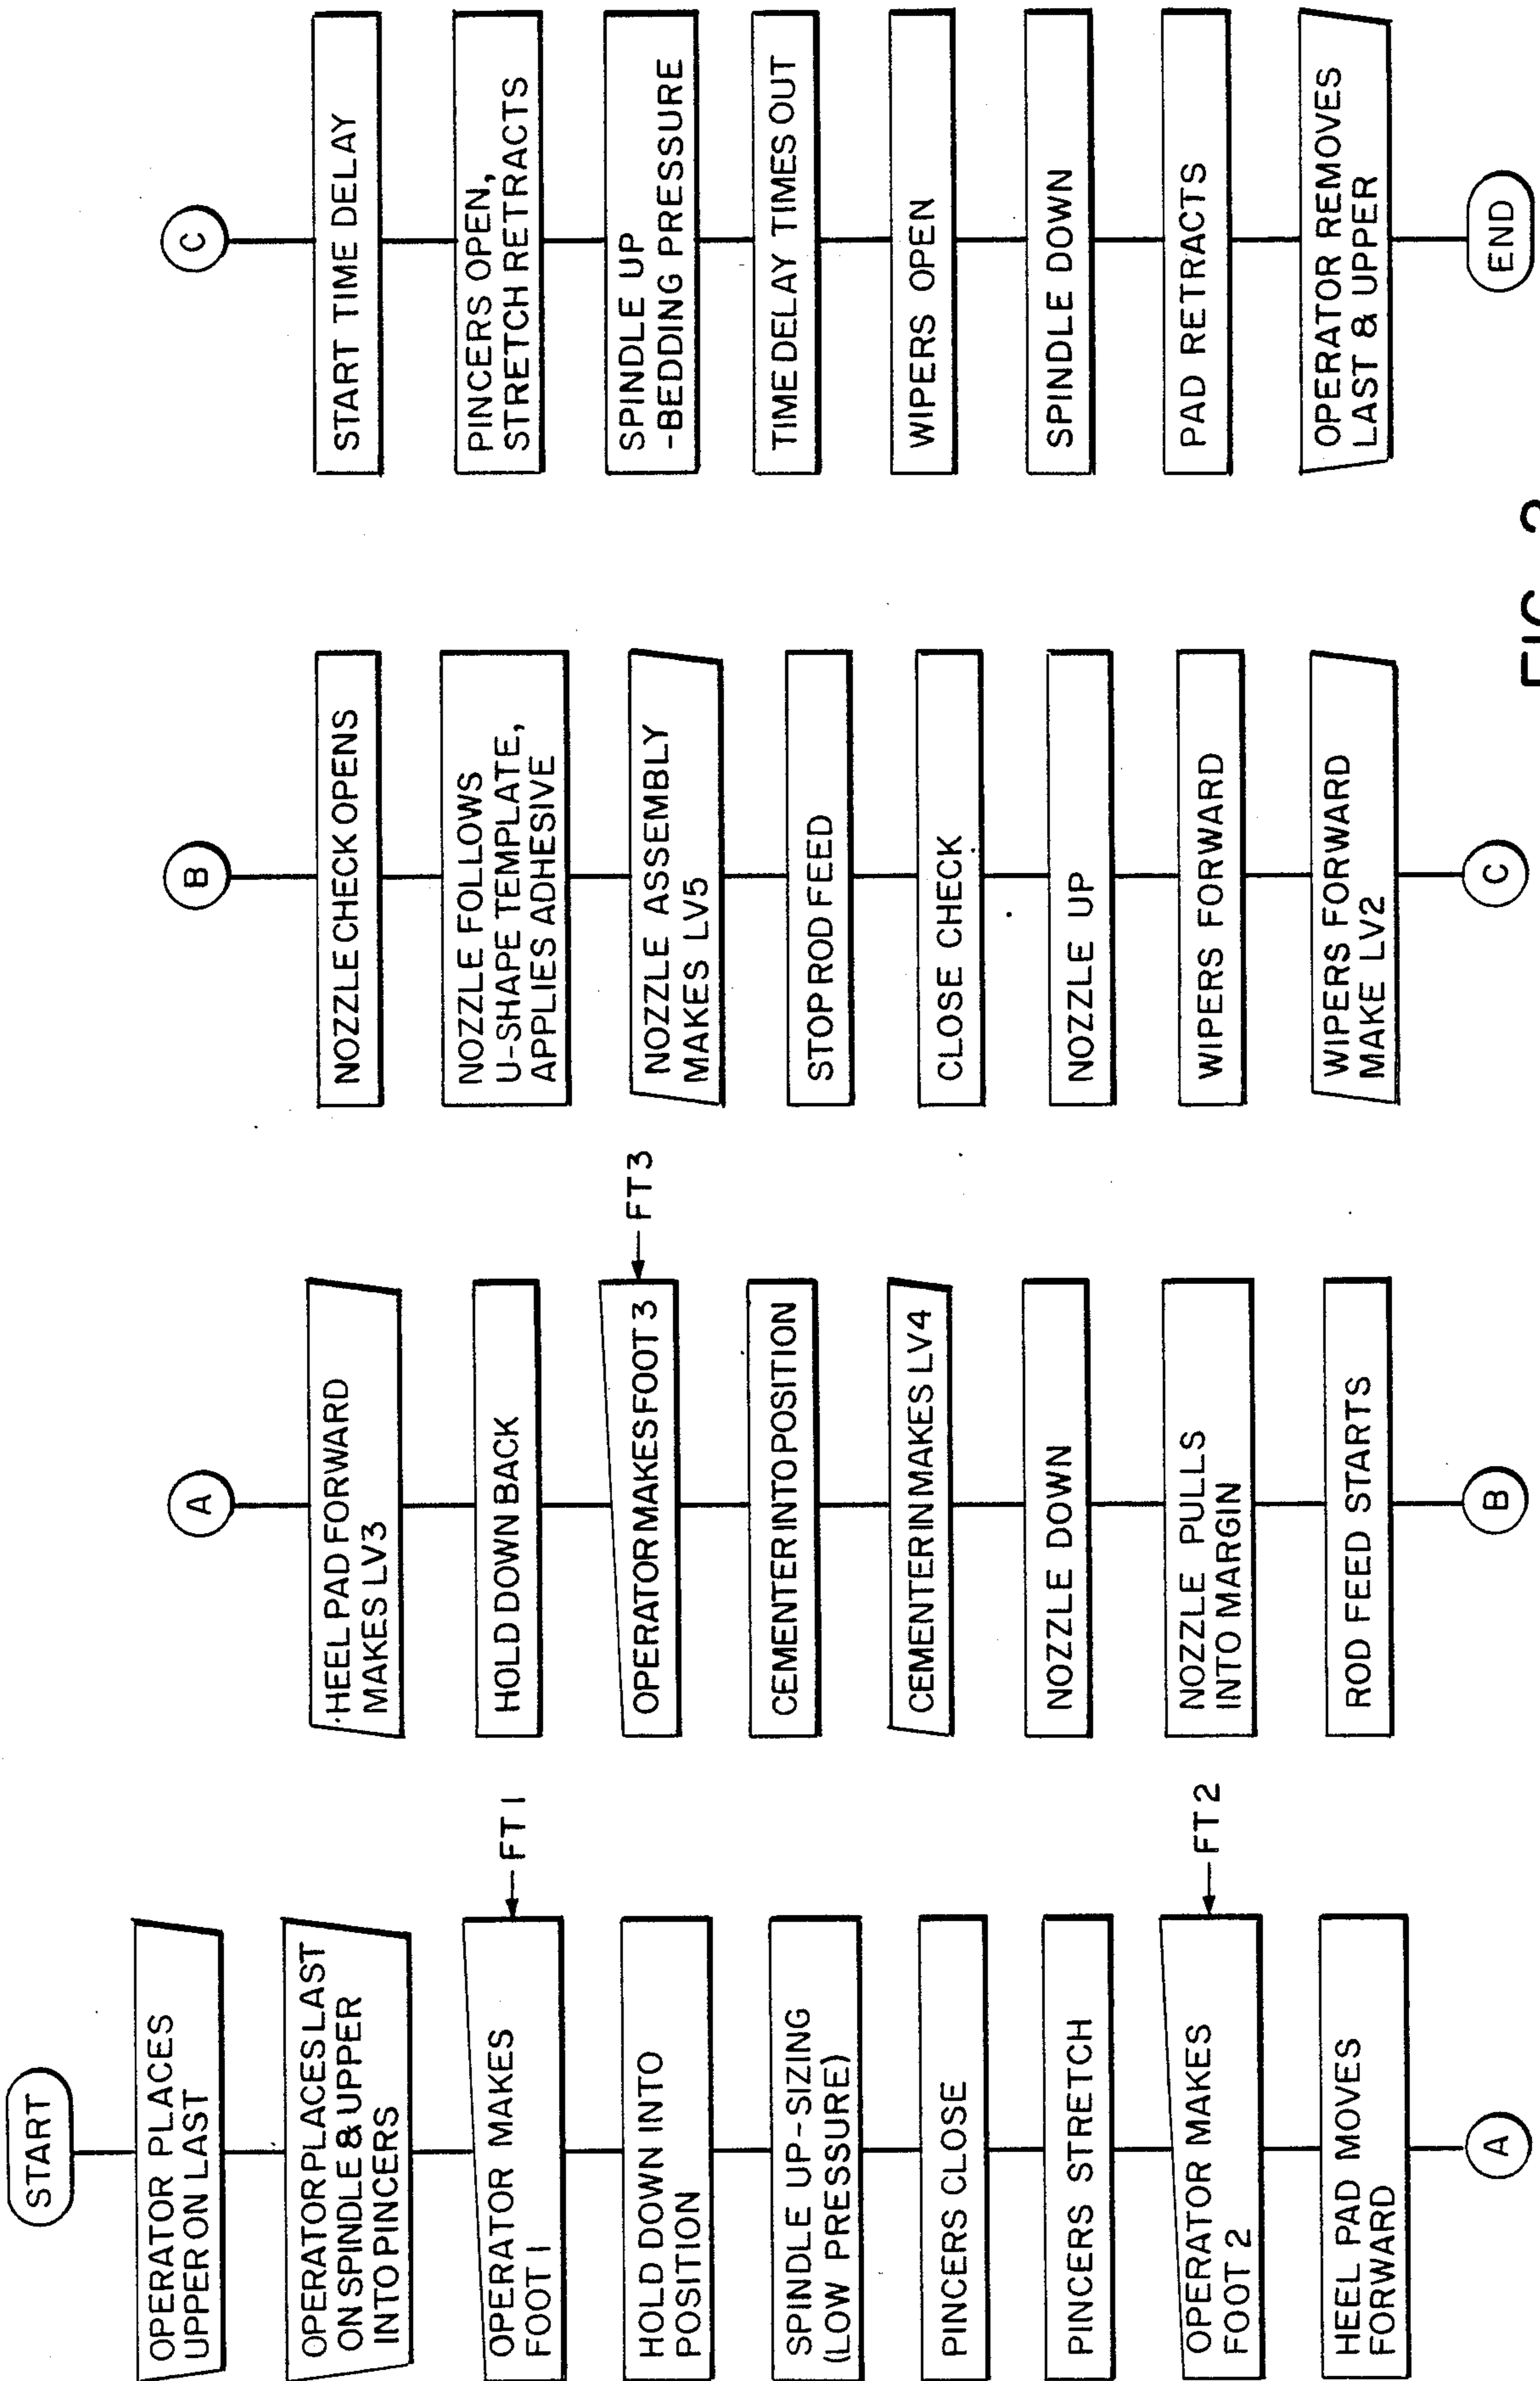 START
OPERATOR PLACES
UPPER ON LAST
OPERATOR PLACES LAST
ON SPINDLE & UPPER
INTO PINCERS
OPERATOR MAKES
FOOT 1
FT 1
HOLD DOWN INTO
POSITION
SPINDLE UP-SIZING
(LOW PRESSURE)
PINCERS CLOSE
PINCERS STRETCH
OPERATOR MAKES
FOOT 2
FT 2
HEEL PAD MOVES
FORWARD
A
A
HEEL PAD FORWARD
MAKES LV3
HOLD DOWN BACK
OPERATOR MAKES FOOT 3
FT 3
CEMENTER INTO POSITION
CEMENTER IN MAKES LV4
NOZZLE DOWN
NOZZLE PULLS
INTO MARGIN
ROD FEED STARTS
B
B
NOZZLE CHECK OPENS
NOZZLE FOLLOWS
U-SHAPE TEMPLATE,
APPLIES ADHESIVE
NOZZLE ASSEMBLY
MAKES LV5
STOP ROD FEED
CLOSE CHECK
NOZZLE UP
WIPERS FORWARD
WIPERS FORWARD
MAKE LV2
C
C
START TIME DELAY
PINCERS OPEN,
STRETCH RETRACTS
SPINDLE UP
-BEDDING PRESSURE
TIME DELAY TIMES OUT
WIPERS OPEN
SPINDLE DOWN
PAD RETRACTS
OPERATOR REMOVES
LAST & UPPER
END